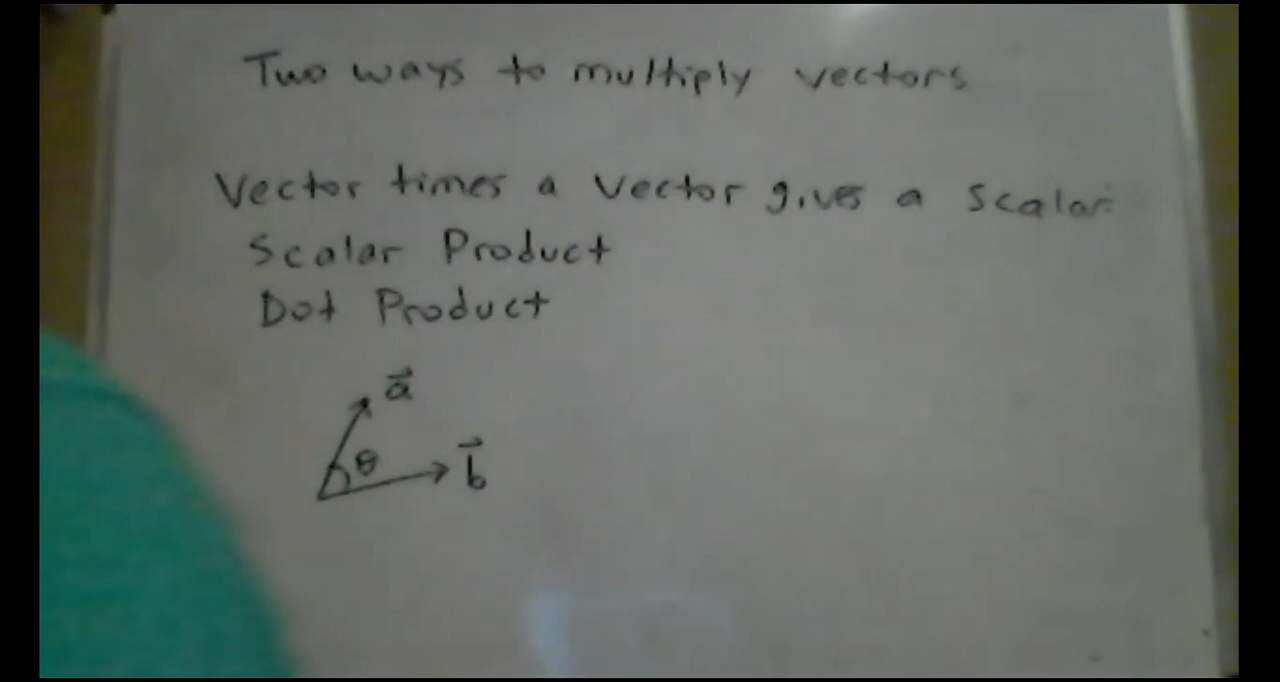 Two ways to multiply vectors
Vector times a vector gives a scalar:
Scalar Product
Dot Product
a⃗
θ
b⃗